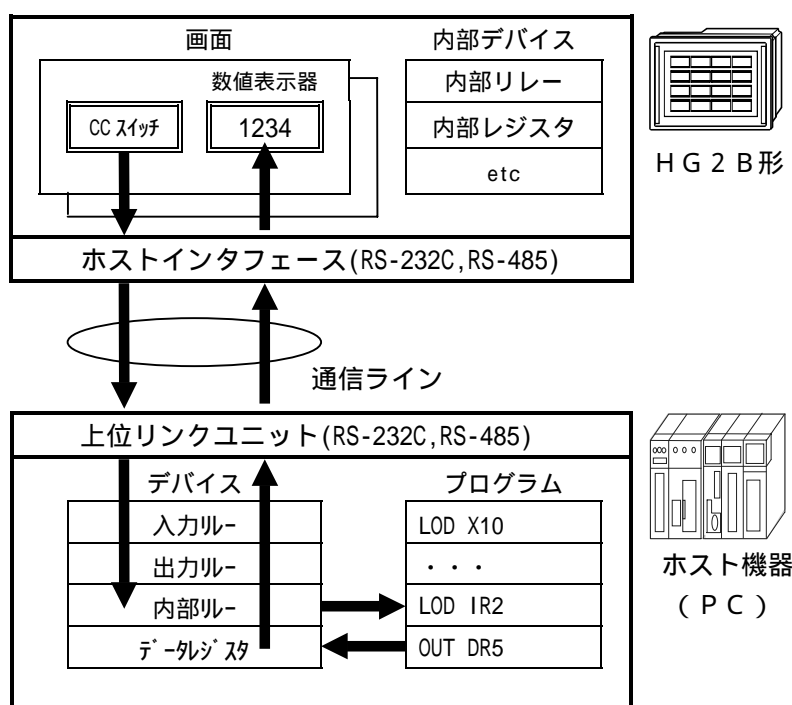 画面
内部デバイス
数値表示器
CC ｽｲｯﾁ
1234
内部リレー
内部レジスタ
etc
ＨＧ２Ｂ形
ホストインタフェース(RS-232C,RS-485)
通信ライン
上位リンクユニット(RS-232C,RS-485)
デバイス
プログラム
入力ﾘﾚｰ
LOD X10
出力ﾘﾚｰ
・・・
内部ﾘﾚｰ
LOD IR2
ﾃﾞｰﾀﾚｼﾞｽﾀ
OUT DR5
ホスト機器
（ＰＣ）